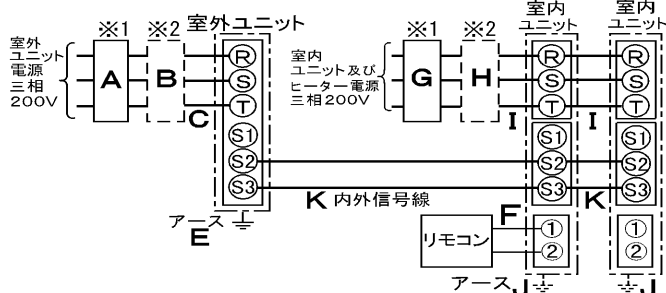 ※1 ※2 室外ユニット
室外
ユニット
電源
三相
200V
A B C
R
S
T
S1
S2
S3
アース
E
※1 ※2
室内
ユニット及び
ヒーター電源
三相200V
G H I I
室内
ユニット
R
S
T
S1
S2
S3
1
2
室内
ユニット
R
S
T
S1
S2
S3
1
2
K 内外信号線
K
F
リモコン
アース J
J